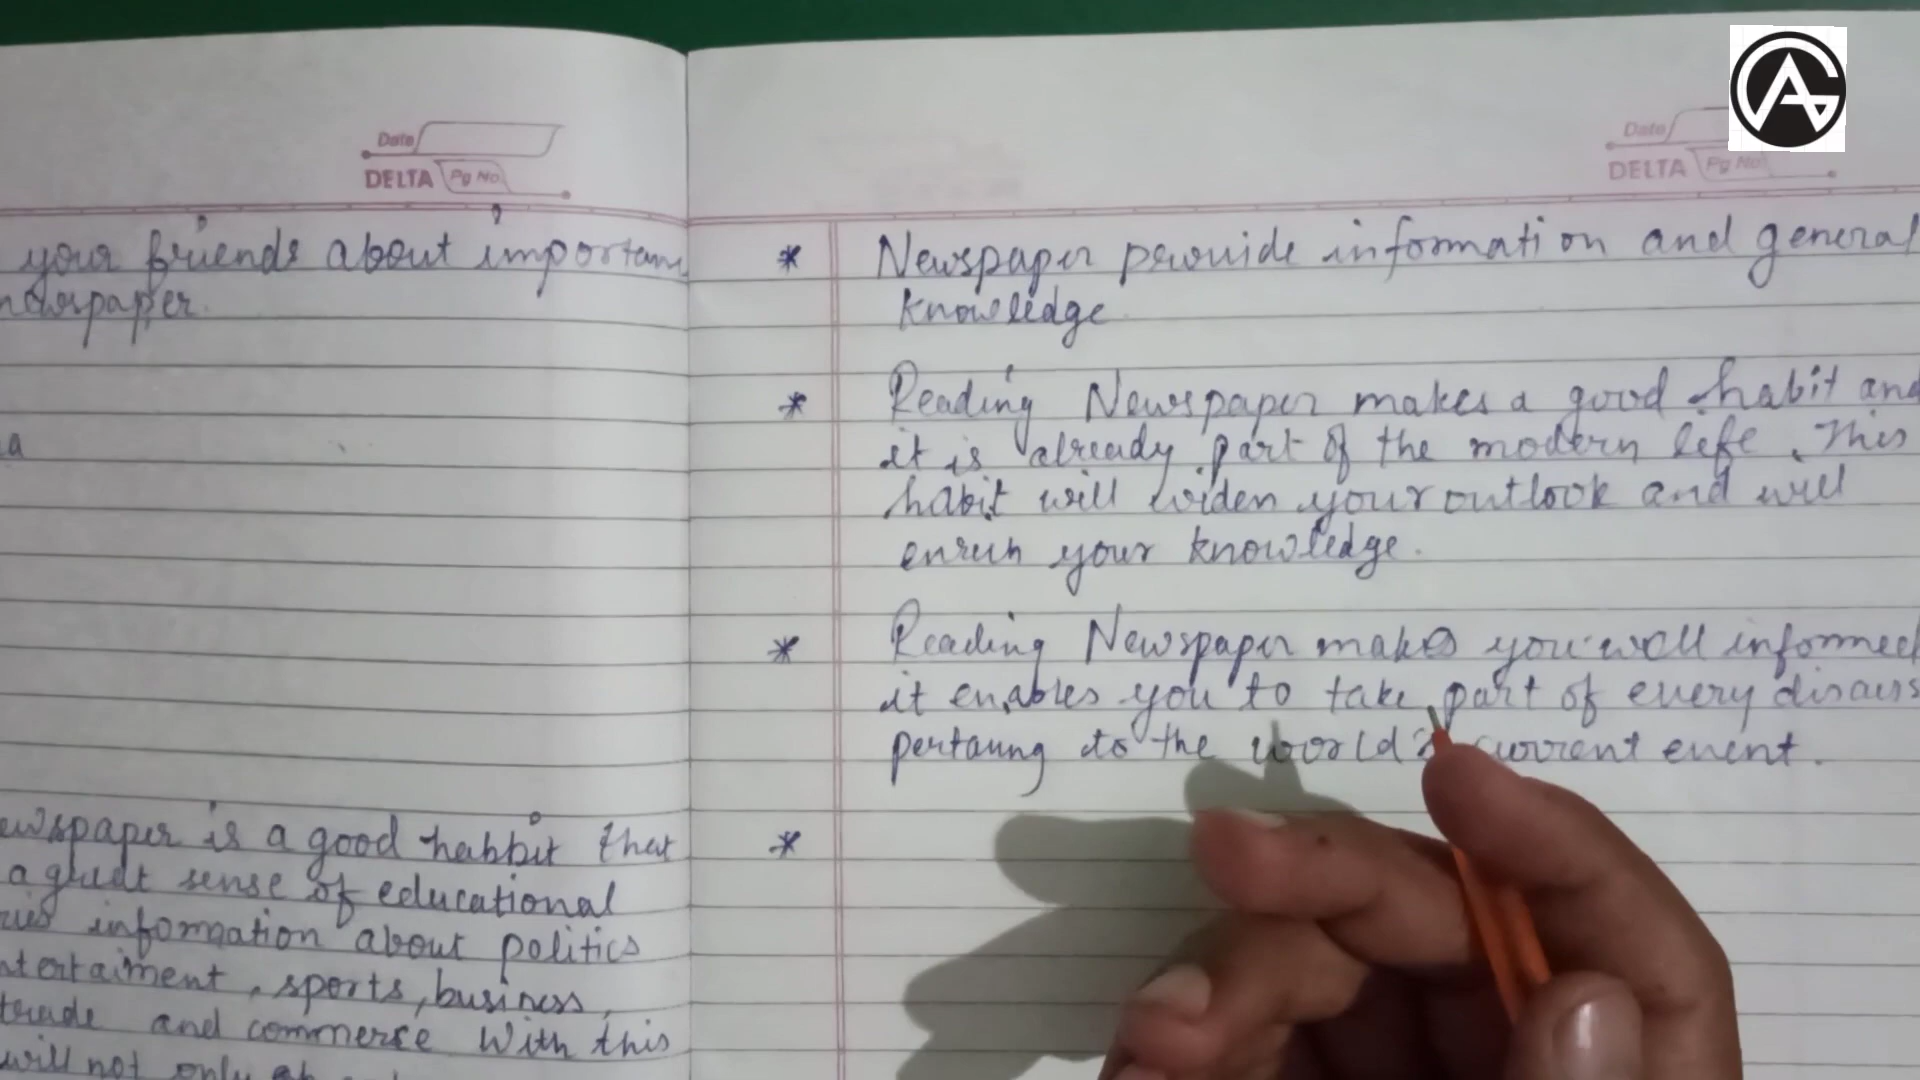 Date
DELTA Pg No.
your friends about importan
newspaper.
a
ewspaper is a good habbit that
a gudt sense of educational
ries information about politics
ntertaiment, sports, business,
trade and commerse With this
will not only
Date
DELTA Pg No
* Newspaper provide information and general
knowledge.
* Reading Newspaper makes a good habit and
it is already part of the modern life. This
habit will widen your outlook and will
enrich your knowledge.
* Reading Newspaper makes you well informed
it enables you to take part of every discuss
pertaing to the world's current event.
*